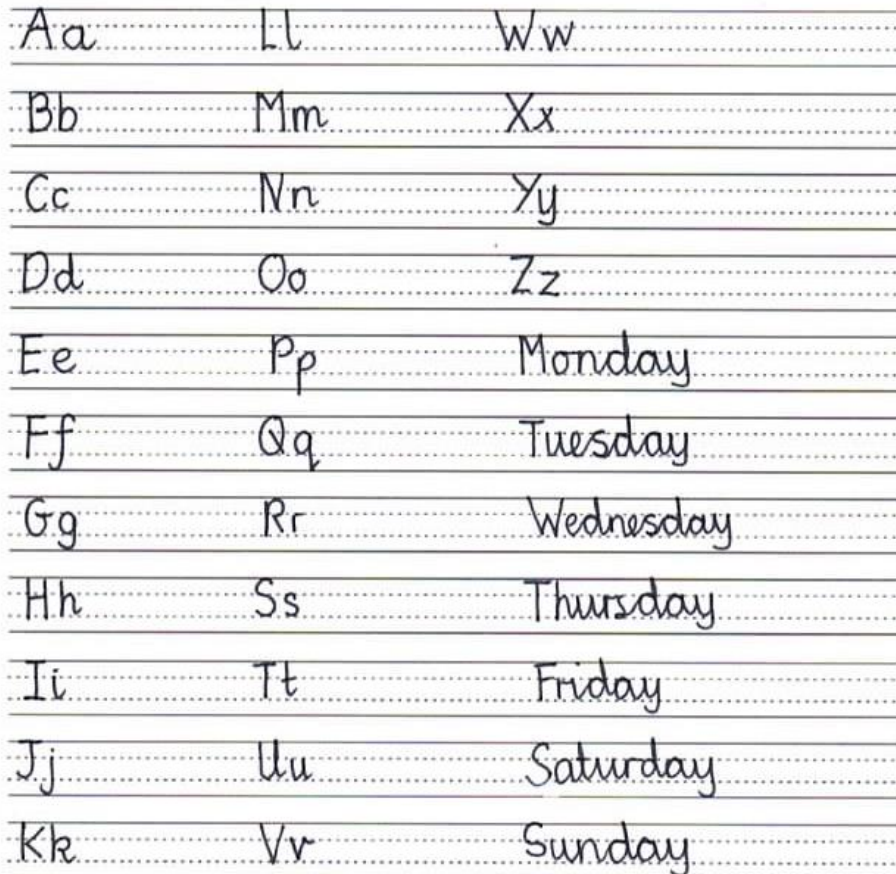 Aa Ll Ww
Bb Mm Xx
Cc Nn Yy
Dd Oo Zz
Ee Pp Monday
Ff Qq Tuesday
Gg Rr Wednesday
Hh Ss Thursday
Ii Tt Friday
Jj Uu Saturday
Kk Vv Sunday